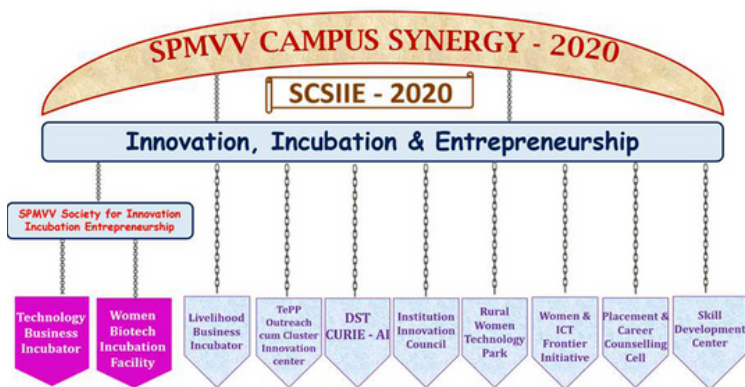 SPMVV CAMPUS SYNERGY - 2020
SCSIIE - 2020
Innovation, Incubation & Entrepreneurship
SPMVV Society for Innovation
Incubation Entrepreneurship
Technology
Business
Incubator
Women
Biotech
Incubation
Facility
Livelihood
Business
Incubator
TePP
Outreach
cum Cluster
Innovation
center
DST
CURIE - AI
Institution
Innovation
Council
Rural
Women
Technology
Park
Women &
ICT
Frontier
Initiative
Placement &
Career
Counselling
Cell
Skill
Development
Center